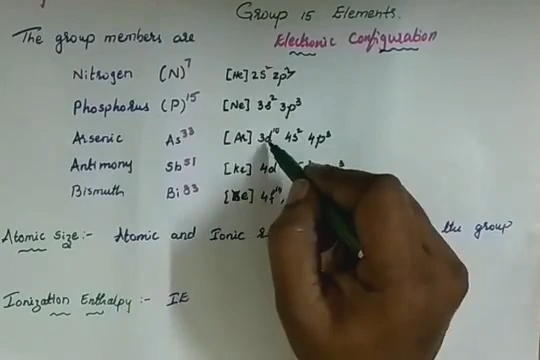 Group 15 Elements.
The group members are Electronic Configuration
Nitrogen (N)⁷ [He] 2s² 2p³
Phosphorus (P)¹⁵ [Ne] 3s² 3p³
Arsenic As³³ [Ar] 3d¹⁰ 4s² 4p³
Antimony Sb⁵¹ [Kr] 4d
Bismuth Bi⁸³ [Xe] 4f¹⁴,
Atomic Size :- Atomic and Ionic the group
Ionization Enthalpy :- IE